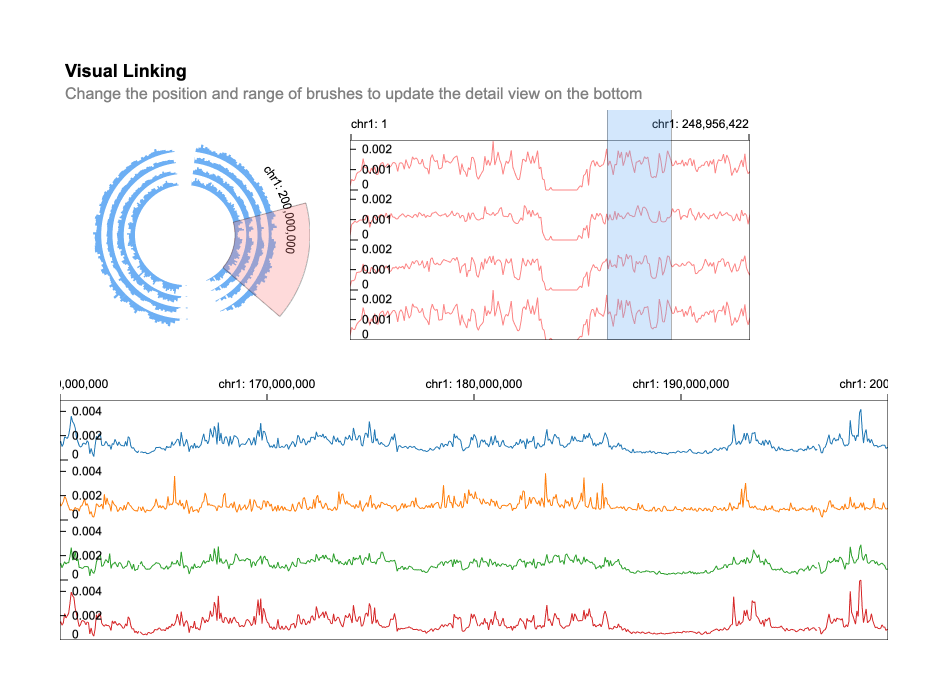 Visual Linking
Change the position and range of brushes to update the detail view on the bottom
chr1: 200,000,000
chr1: 1
chr1: 248,956,422
0.002
0.001
0
0.002
0.001
0
0.002
0.001
0
0.002
0.001
0
0,000,000
chr1: 170,000,000
chr1: 180,000,000
chr1: 190,000,000
chr1: 200
0.004
0.002
0
0.004
0.002
0
0.004
0.002
0
0.004
0.002
0